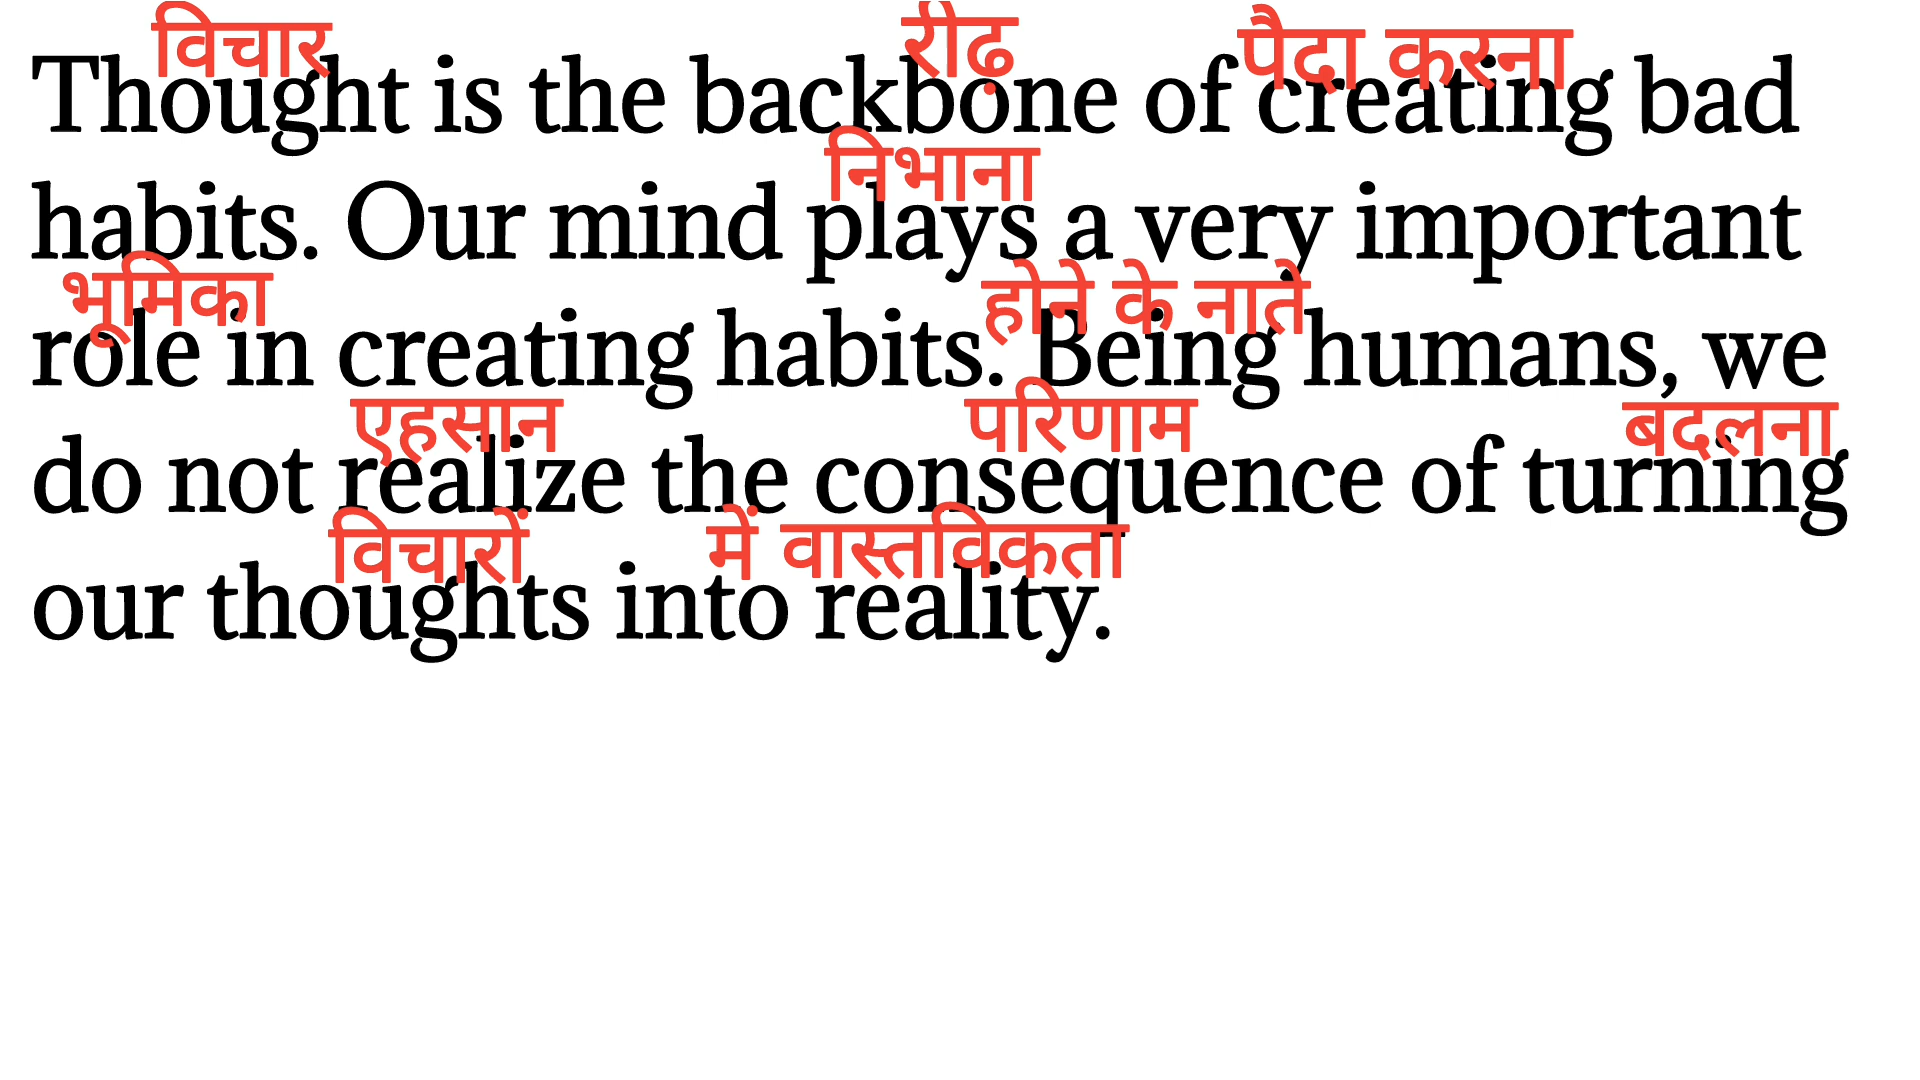 विचार रीढ़ पैदा करना
Thought is the backbone of creating bad
निभाना
habits. Our mind plays a very important
भूमिका होने के नाते
role in creating habits. Being humans, we
एहसान परिणाम बदलना
do not realize the consequence of turning
विचारों में वास्तविकता
our thoughts into reality.